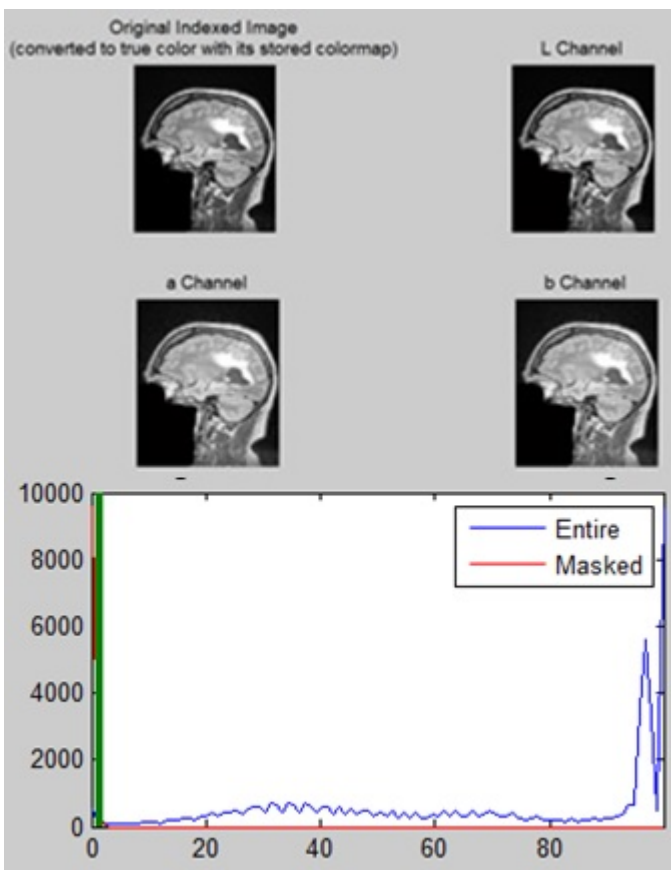 Original Indexed Image
(converted to true color with its stored colormap)
L Channel
a Channel
b Channel
10000
8000
6000
4000
2000
0
Entire
Masked
0 20 40 60 80